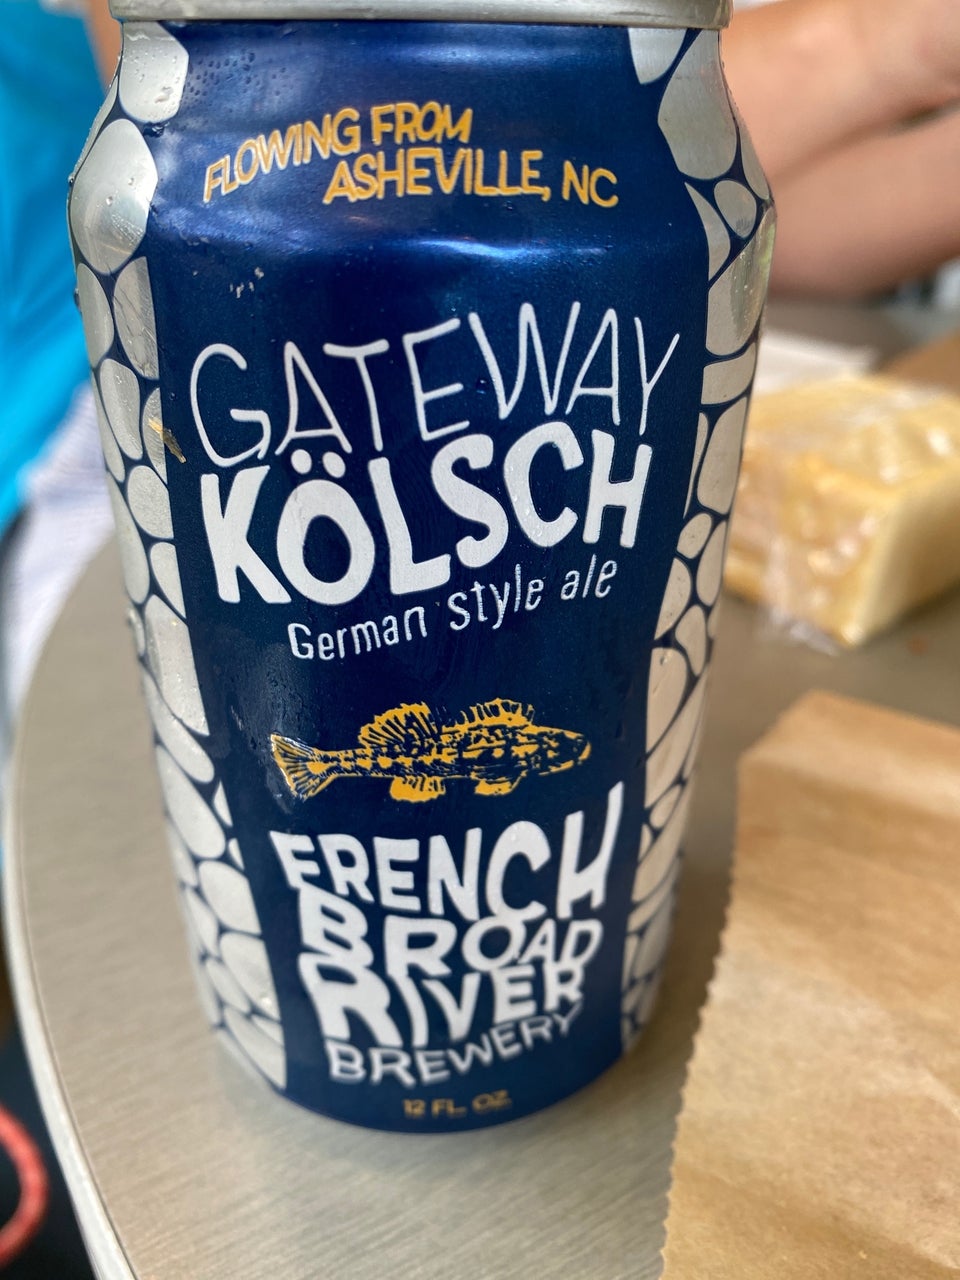 FLOWING FROM
ASHEVILLE, NC
GATEWAY
KÖLSCH
German style ale
FRENCH
BROAD
RIVER
BREWERY
12 FL. OZ.